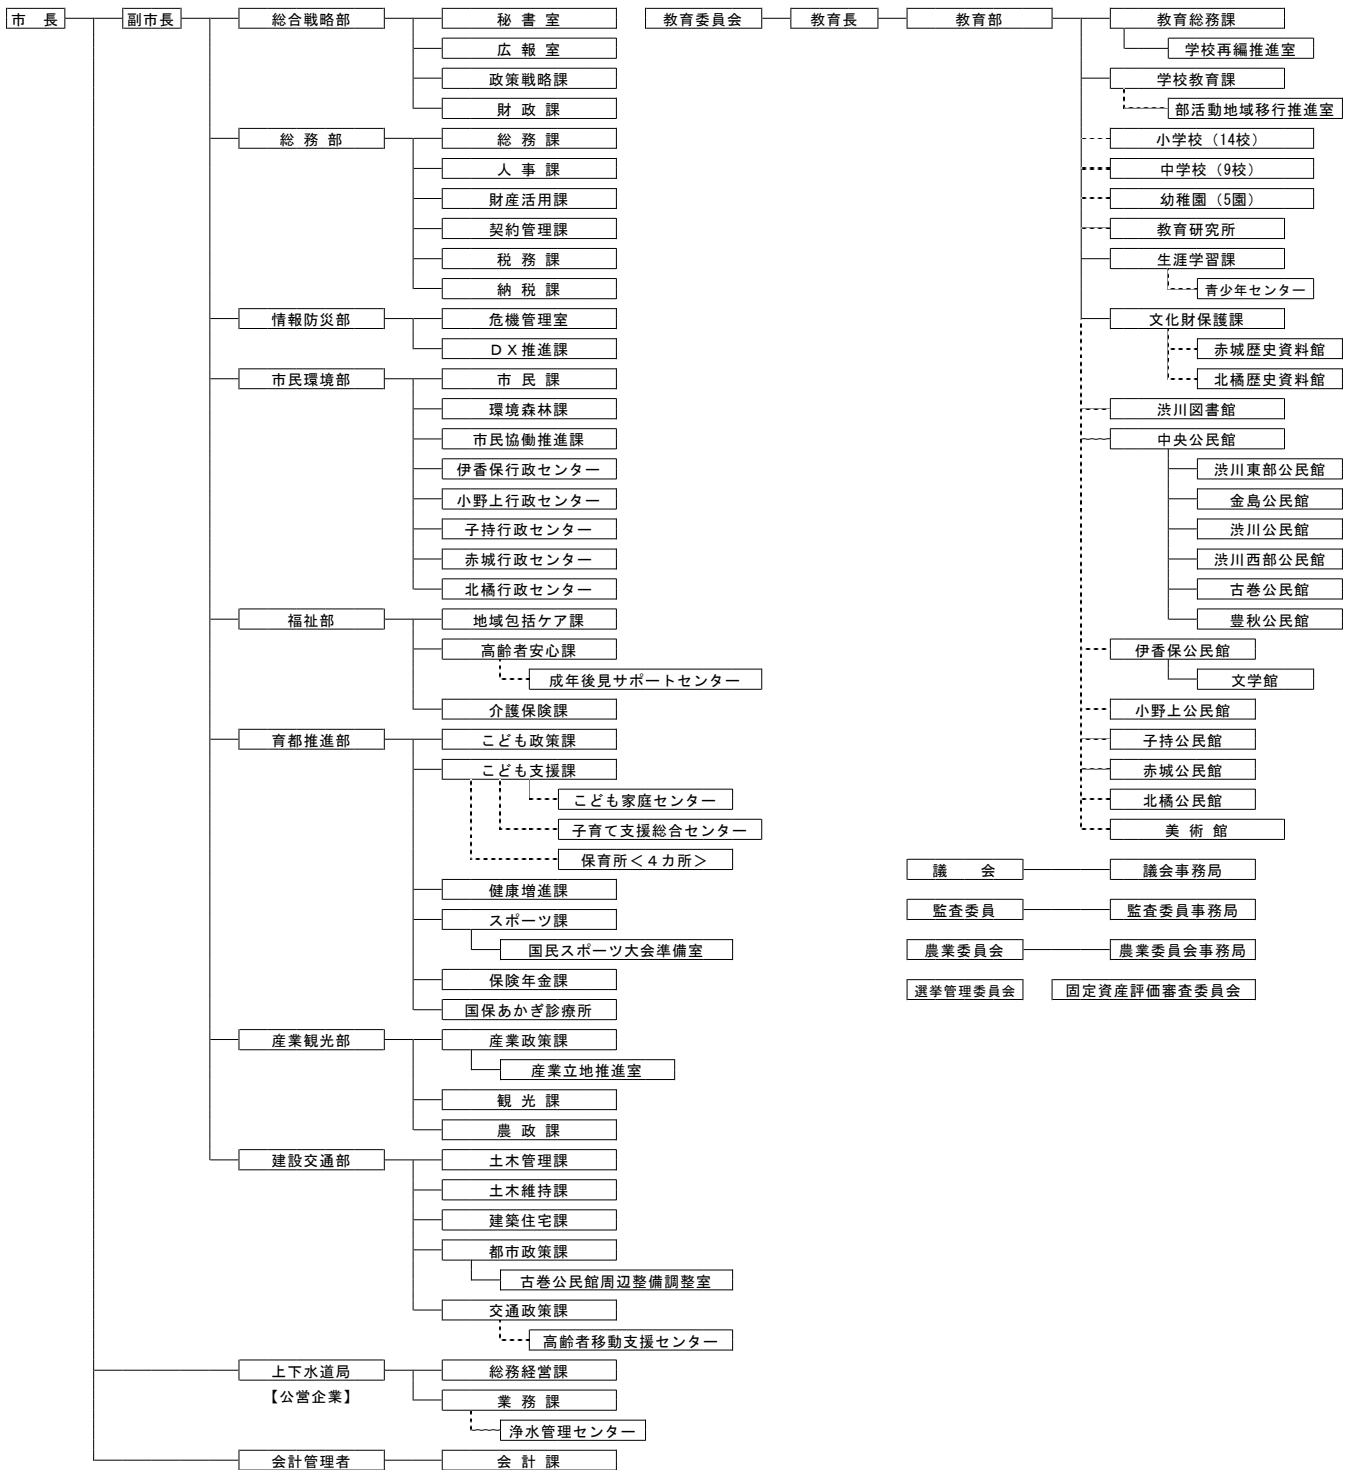 市　長
副市長
総合戦略部
秘 書 室
広 報 室
政策戦略課
財 政 課
総 務 部
総 務 課
人 事 課
財産活用課
契約管理課
税 務 課
納 税 課
情報防災部
危機管理室
ＤＸ推進課
市民環境部
市 民 課
環境森林課
市民協働推進課
伊香保行政センター
小野上行政センター
子持行政センター
赤城行政センター
北橘行政センター
福祉部
地域包括ケア課
高齢者安心課
成年後見サポートセンター
介護保険課
育都推進部
こども政策課
こども支援課
こども家庭センター
子育て支援総合センター
保育所＜４カ所＞
健康増進課
スポーツ課
国民スポーツ大会準備室
保険年金課
国保あかぎ診療所
産業観光部
産業政策課
産業立地推進室
観 光 課
農 政 課
建設交通部
土木管理課
土木維持課
建築住宅課
都市政策課
古巻公民館周辺整備調整室
交通政策課
高齢者移動支援センター
上下水道局
【公営企業】
総務経営課
業 務 課
浄水管理センター
会計管理者
会 計 課
教育委員会
教育長
教育部
教育総務課
学校再編推進室
学校教育課
部活動地域移行推進室
小学校（14校）
中学校（9校）
幼稚園（5園）
教育研究所
生涯学習課
青少年センター
文化財保護課
赤城歴史資料館
北橘歴史資料館
渋川図書館
中央公民館
渋川東部公民館
金島公民館
渋川公民館
渋川西部公民館
古巻公民館
豊秋公民館
伊香保公民館
文学館
小野上公民館
子持公民館
赤城公民館
北橘公民館
美 術 館
議　　会
議会事務局
監査委員
監査委員事務局
農業委員会
農業委員会事務局
選挙管理委員会
固定資産評価審査委員会